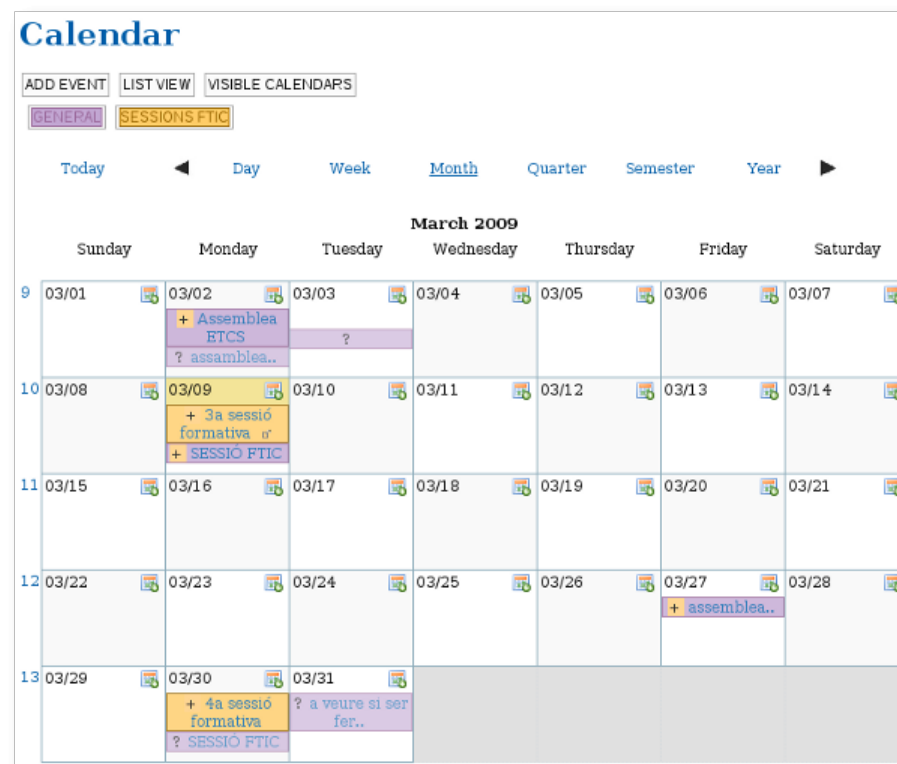 Calendar
ADD EVENT LIST VIEW VISIBLE CALENDARS
GENERAL SESSIONS FTIC
Today Day Week Month Quarter Semester Year
March 2009
Sunday Monday Tuesday Wednesday Thursday Friday Saturday
9 03/01 03/02 03/03 03/04 03/05 03/06 03/07
+ Assemblea
ETCS ?
? assamblea..
10 03/08 03/09 03/10 03/11 03/12 03/13 03/14
+ 3a sessió
formativa
+ SESSIÓ FTIC
11 03/15 03/16 03/17 03/18 03/19 03/20 03/21
12 03/22 03/23 03/24 03/25 03/26 03/27 03/28
+ assemblea..
13 03/29 03/30 03/31
+ 4a sessió ? a veure si ser
formativa fer..
? SESSIÓ FTIC